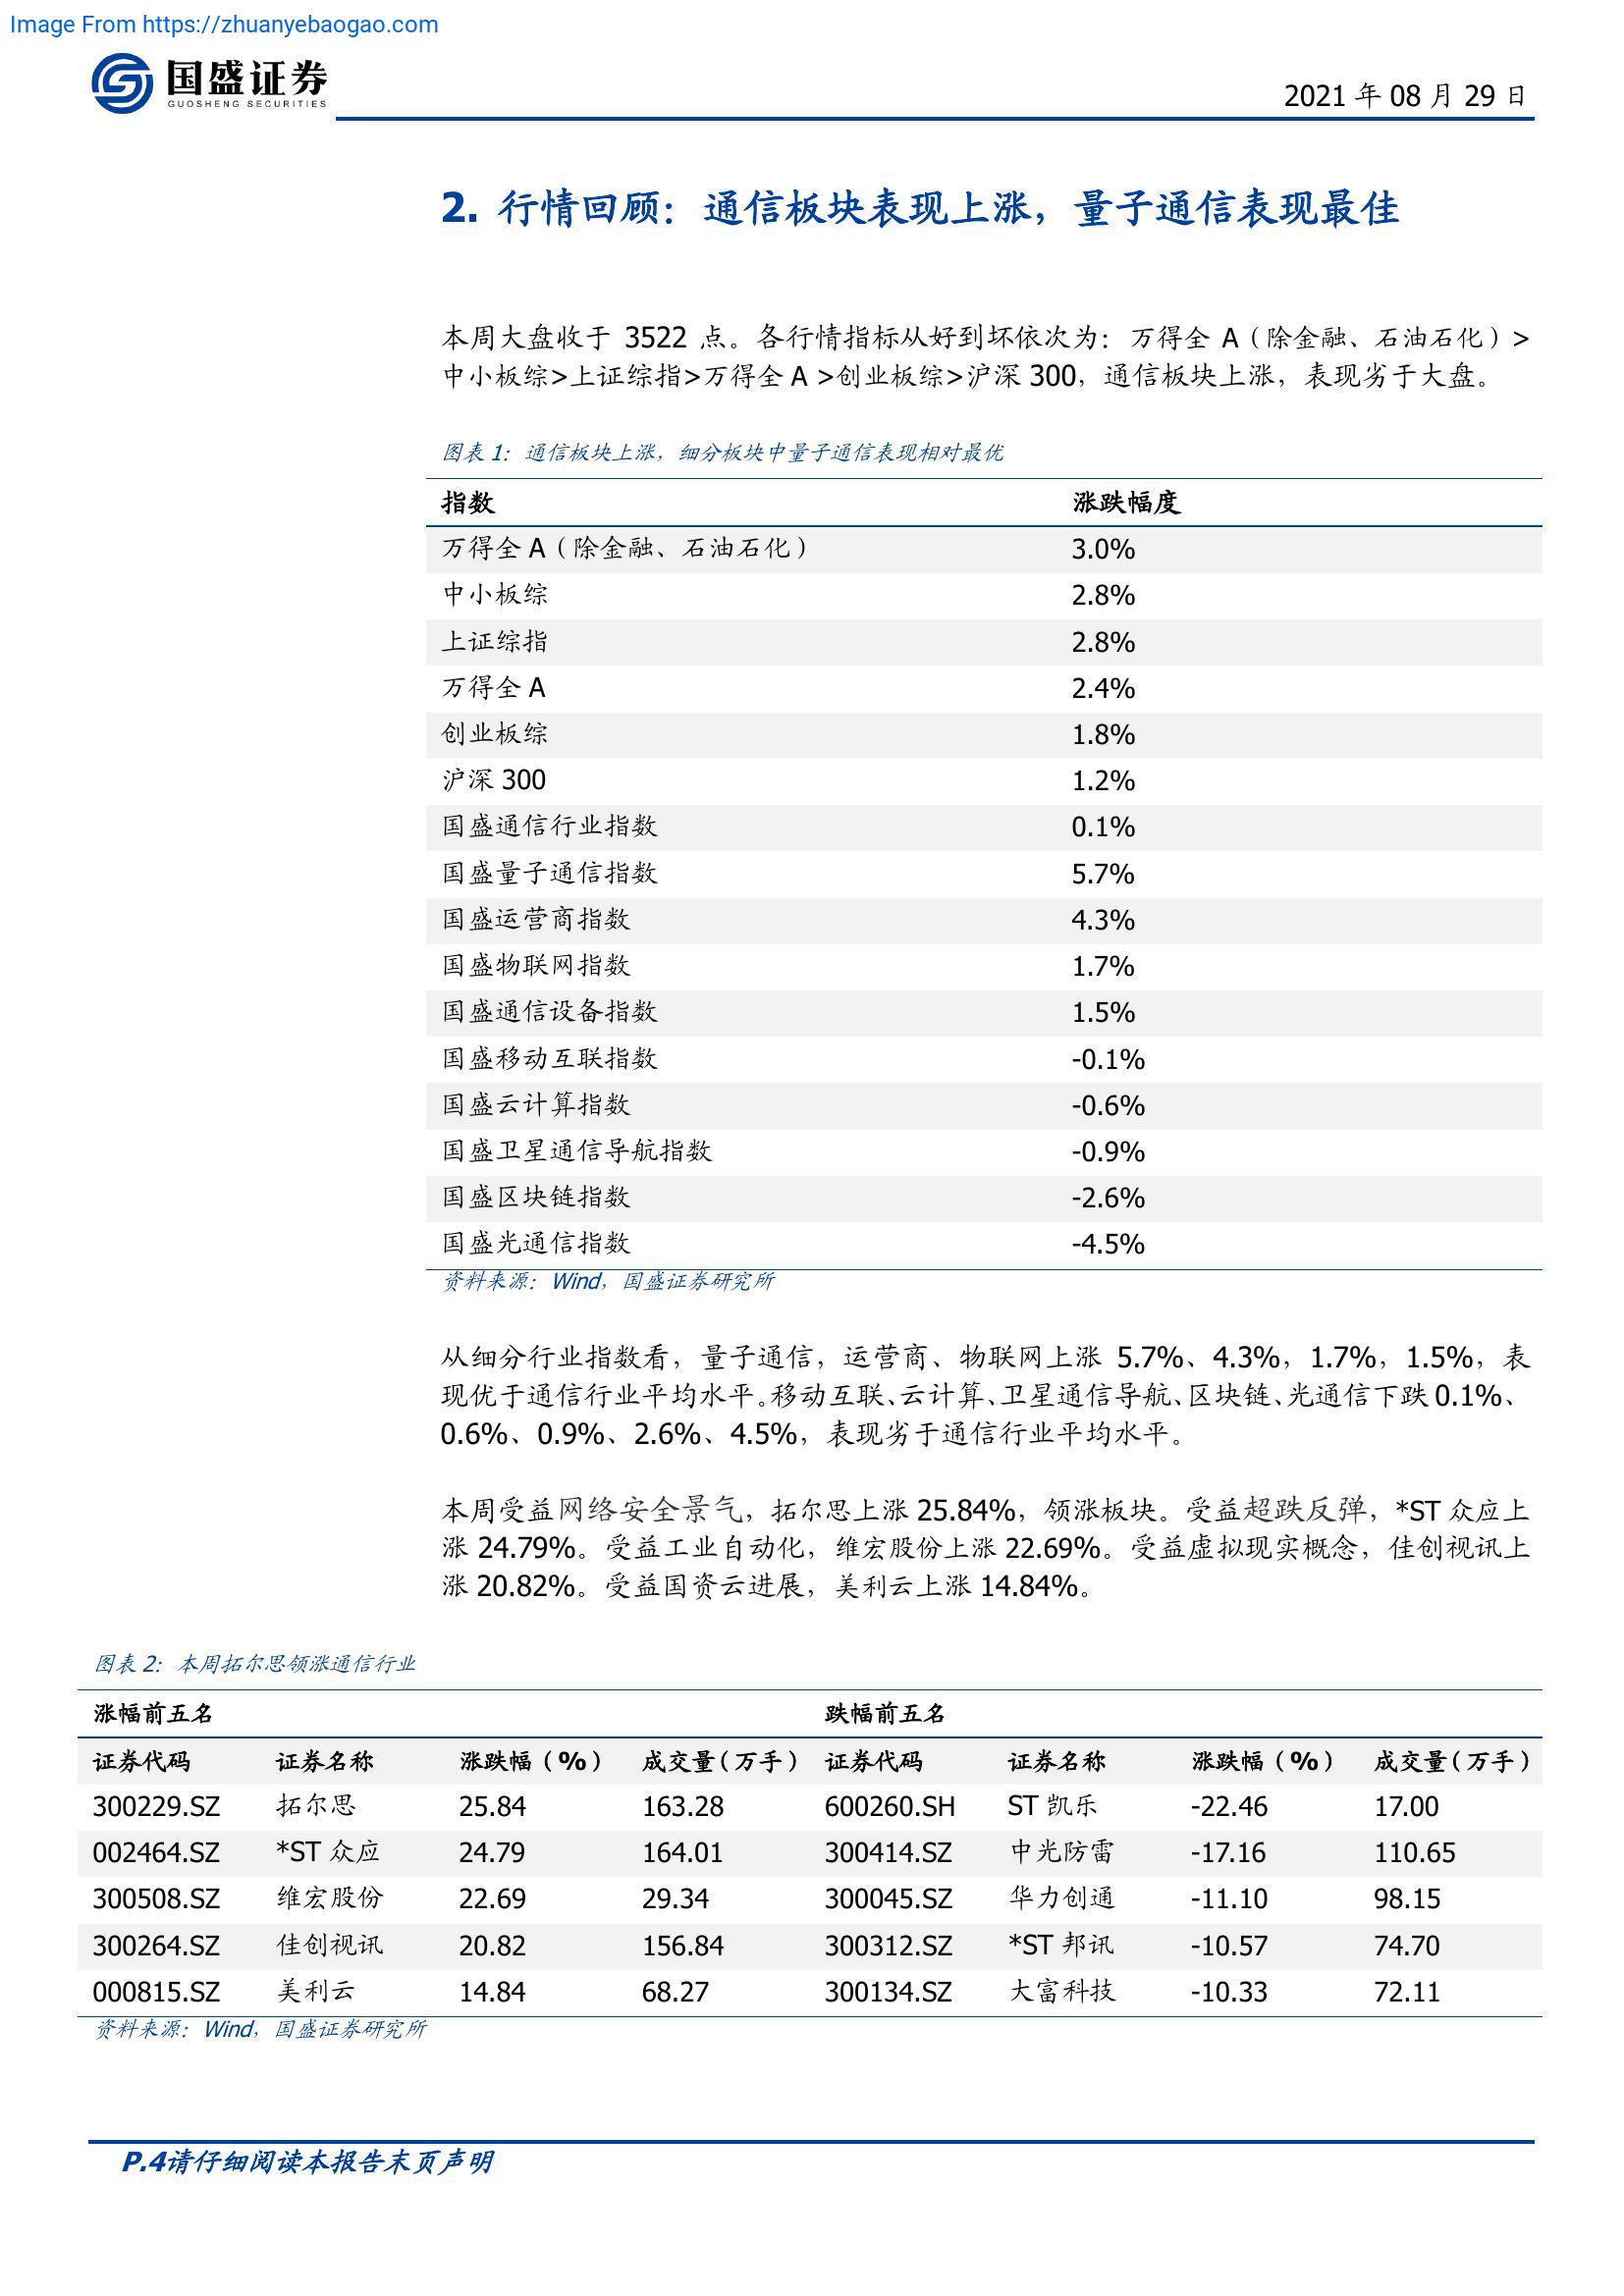 Image From https://zhuanyebaogao.com
国盛证券
GUOSHENG SECURITIES
2021 年 08 月 29 日
2. 行情回顾：通信板块表现上涨，量子通信表现最佳
本周大盘收于 3522 点。各行情指标从好到坏依次为：万得全 A（除金融、石油石化）>
中小板综>上证综指>万得全 A >创业板综>沪深 300，通信板块上涨，表现劣于大盘。
图表 1：通信板块上涨，细分板块中量子通信表现相对最优
指数 涨跌幅度
万得全 A（除金融、石油石化） 3.0%
中小板综 2.8%
上证综指 2.8%
万得全 A 2.4%
创业板综 1.8%
沪深 300 1.2%
国盛通信行业指数 0.1%
国盛量子通信指数 5.7%
国盛运营商指数 4.3%
国盛物联网指数 1.7%
国盛通信设备指数 1.5%
国盛移动互联指数 -0.1%
国盛云计算指数 -0.6%
国盛卫星通信导航指数 -0.9%
国盛区块链指数 -2.6%
国盛光通信指数 -4.5%
资料来源：Wind，国盛证券研究所
从细分行业指数看，量子通信，运营商、物联网上涨 5.7%、4.3%，1.7%，1.5%，表
现优于通信行业平均水平。移动互联、云计算、卫星通信导航、区块链、光通信下跌 0.1%、
0.6%、0.9%、2.6%、4.5%，表现劣于通信行业平均水平。
本周受益网络安全景气，拓尔思上涨 25.84%，领涨板块。受益超跌反弹，*ST 众应上
涨 24.79%。受益工业自动化，维宏股份上涨 22.69%。受益虚拟现实概念，佳创视讯上
涨 20.82%。受益国资云进展，美利云上涨 14.84%。
图表 2：本周拓尔思领涨通信行业
涨幅前五名 跌幅前五名
证券代码 证券名称 涨跌幅（%） 成交量（万手） 证券代码 证券名称 涨跌幅（%） 成交量（万手）
300229.SZ 拓尔思 25.84 163.28 600260.SH ST 凯乐 -22.46 17.00
002464.SZ *ST 众应 24.79 164.01 300414.SZ 中光防雷 -17.16 110.65
300508.SZ 维宏股份 22.69 29.34 300045.SZ 华力创通 -11.10 98.15
300264.SZ 佳创视讯 20.82 156.84 300312.SZ *ST 邦讯 -10.57 74.70
000815.SZ 美利云 14.84 68.27 300134.SZ 大富科技 -10.33 72.11
资料来源：Wind，国盛证券研究所
P.4请仔细阅读本报告末页声明